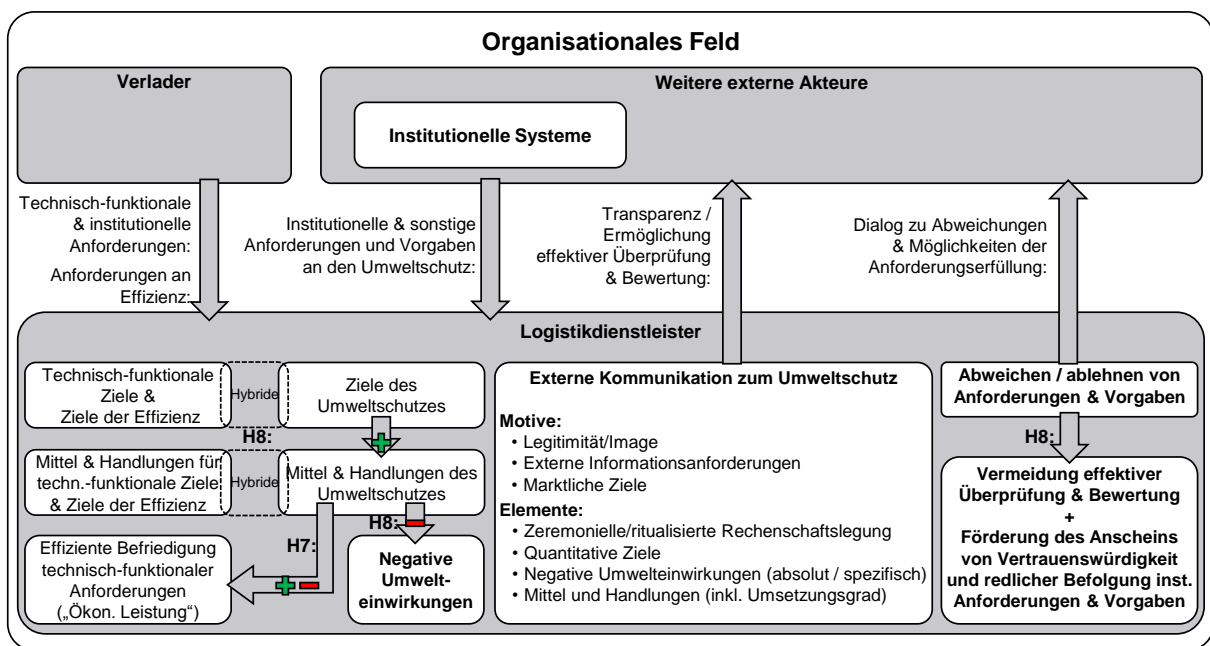 Organisationales Feld
Verlader
Weitere externe Akteure
Institutionelle Systeme
Technisch-funktionale
& institutionelle
Anforderungen:
Anforderungen an
Effizienz:
Institutionelle & sonstige
Anforderungen und Vorgaben
an den Umweltschutz:
Transparenz /
Ermöglichung
effektiver Überprüfung
& Bewertung:
Dialog zu Abweichungen
& Möglichkeiten der
Anforderungserfüllung:
Logistikdienstleister
Technisch-funktionale
Ziele &
Ziele der Effizienz
Hybride
Ziele des
Umweltschutzes
H8:
Mittel & Handlungen für
techn.-funktionale Ziele
& Ziele der Effizienz
Hybride
Mittel & Handlungen des
Umweltschutzes
H7:
H8:
Effiziente Befriedigung
technisch-funktionaler
Anforderungen
(„Ökon. Leistung“)
Negative
Umwelt-
einwirkungen
Externe Kommunikation zum Umweltschutz
Motive:
• Legitimität/Image
• Externe Informationsanforderungen
• Marktliche Ziele
Elemente:
• Zeremonielle/ritualisierte Rechenschaftslegung
• Quantitative Ziele
• Negative Umwelteinwirkungen (absolut / spezifisch)
• Mittel und Handlungen (inkl. Umsetzungsgrad)
Abweichen / ablehnen von
Anforderungen & Vorgaben
H8:
Vermeidung effektiver
Überprüfung & Bewertung
+
Förderung des Anscheins
von Vertrauenswürdigkeit
und redlicher Befolgung inst.
Anforderungen & Vorgaben